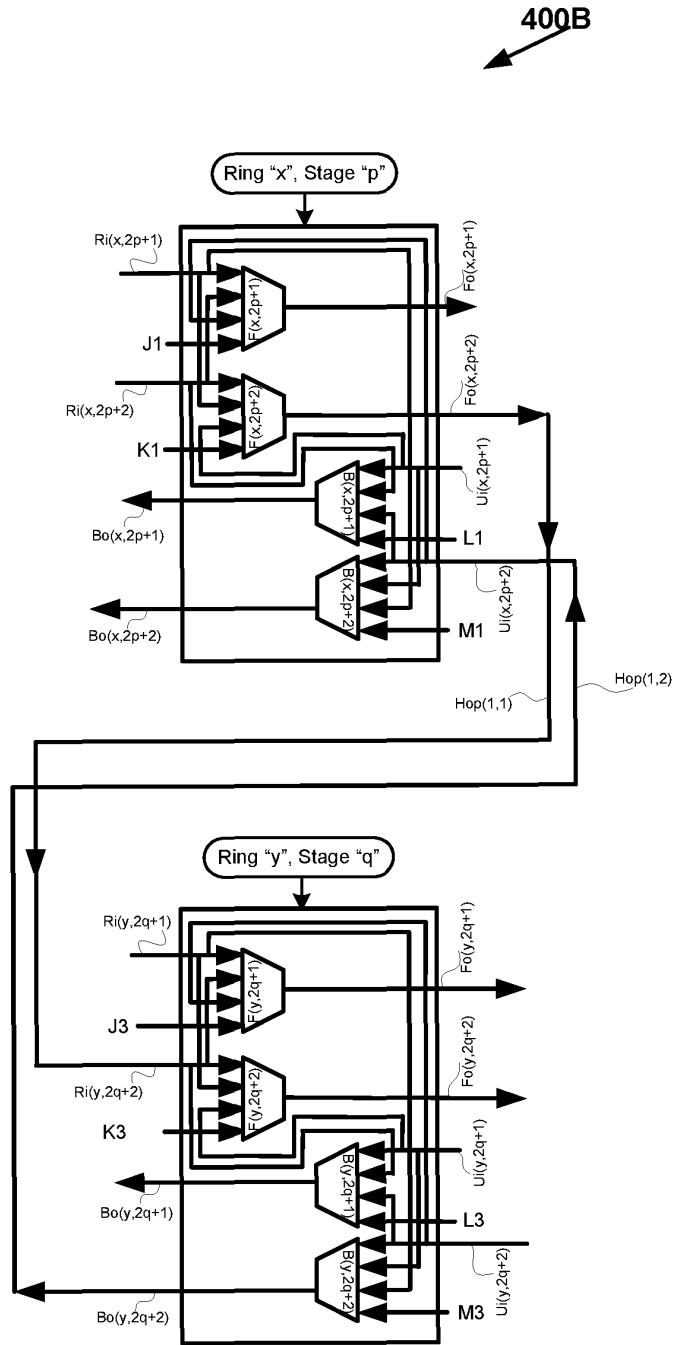 400B
Ring “x”, Stage “p”
Ri(x,2p+1)
Fo(x,2p+1)
F(x,2p+1)
J1
Fo(x,2p+2)
Ri(x,2p+2)
F(x,2p+2)
K1
Ui(x,2p+1)
B(x,2p+1)
Bo(x,2p+1)
L1
Ui(x,2p+2)
B(x,2p+2)
Bo(x,2p+2)
M1
Hop(1,2)
Hop(1,1)
Ring “y”, Stage “q”
Ri(y,2q+1)
Fo(y,2q+1)
F(y,2q+1)
J3
Fo(y,2q+2)
Ri(y,2q+2)
F(y,2q+2)
K3
Ui(y,2q+1)
B(y,2q+1)
Bo(y,2q+1)
L3
Ui(y,2q+2)
B(y,2q+2)
Bo(y,2q+2)
M3